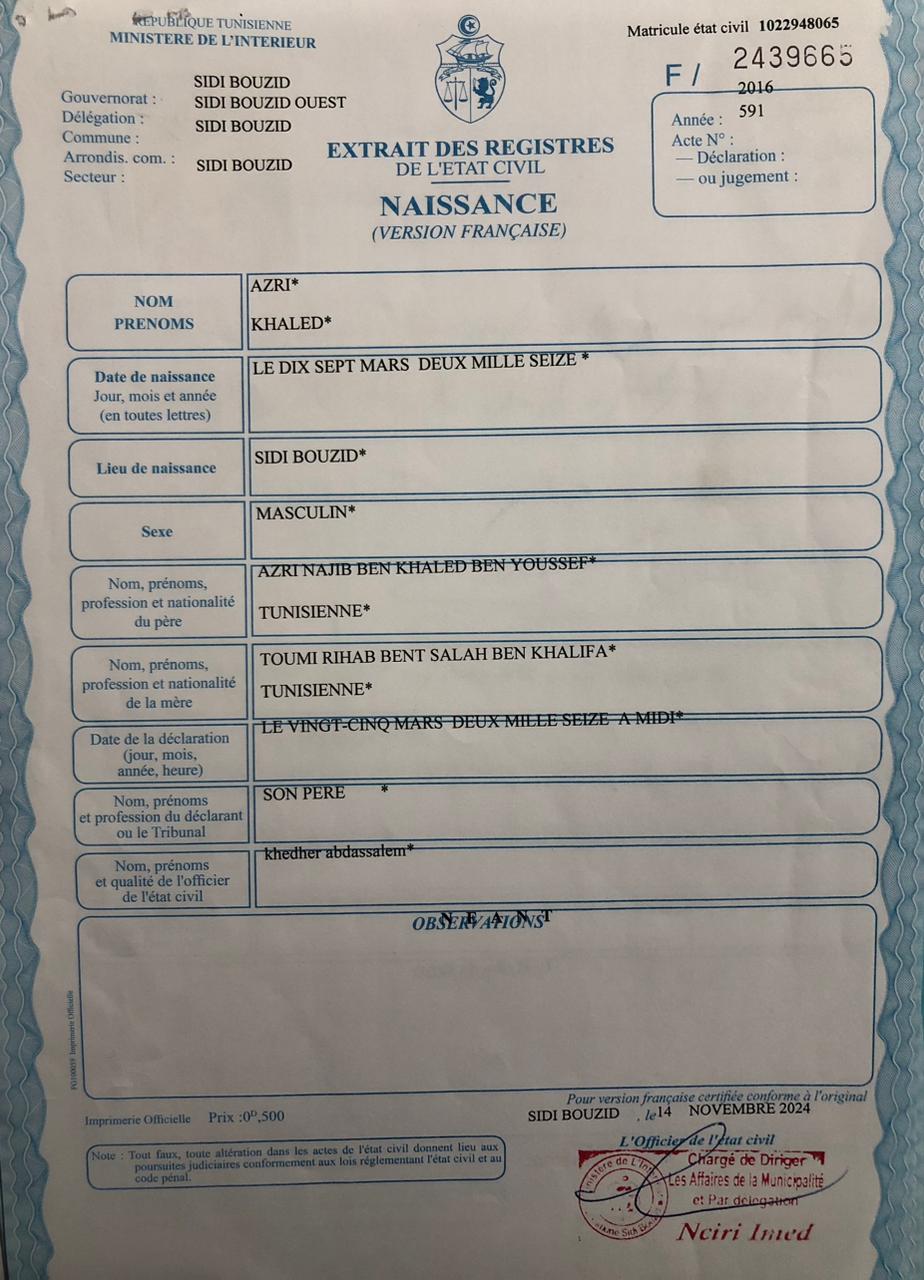 REPUBLIQUE TUNISIENNE
MINISTERE DE L'INTERIEUR
Matricule état civil 1022948065
F / 2439665
Gouvernorat : SIDI BOUZID
Délégation : SIDI BOUZID OUEST
Commune : SIDI BOUZID
Arrondis. com. :
Secteur : SIDI BOUZID
2016
Année : 591
Acte N° :
— Déclaration :
— ou jugement :
EXTRAIT DES REGISTRES
DE L'ETAT CIVIL
NAISSANCE
(VERSION FRANÇAISE)
NOM
PRENOMS
AZRI*
KHALED*
Date de naissance
Jour, mois et année
(en toutes lettres)
LE DIX SEPT MARS DEUX MILLE SEIZE *
Lieu de naissance
SIDI BOUZID*
Sexe
MASCULIN*
Nom, prénoms,
profession et nationalité
du père
AZRI NAJIB BEN KHALED BEN YOUSSEF*
TUNISIENNE*
Nom, prénoms,
profession et nationalité
de la mère
TOUMI RIHAB BENT SALAH BEN KHALIFA*
TUNISIENNE*
Date de la déclaration
(jour, mois,
année, heure)
LE VINGT-CINQ MARS DEUX MILLE SEIZE A MIDI*
Nom, prénoms
et profession du déclarant
ou le Tribunal
SON PERE *
Nom, prénoms
et qualité de l'officier
de l'état civil
khedher abdassalem*
N E A N T
OBSERVATIONS
PG100059 Imprimerie Officielle
Imprimerie Officielle Prix :0ᴰ,500
Pour version française certifiée conforme à l'original
SIDI BOUZID , le 14 NOVEMBRE 2024
L'Officier de l'état civil
Note : Tout faux, toute altération dans les actes de l'état civil donnent lieu aux
poursuites judiciaires conformement aux lois réglementant l'état civil et au
code pénal.
Chargé de Diriger
Les Affaires de la Municipalité
et Par délégation
Nciri Imed